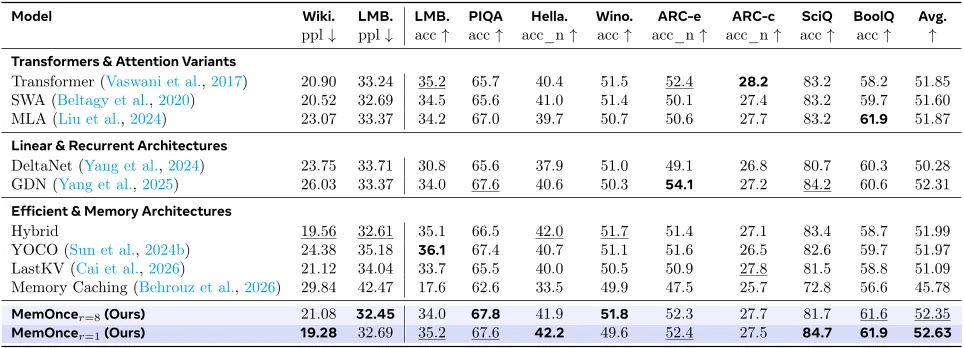 Model Wiki. LMB. LMB. PIQA Hella. Wino. ARC-e ARC-c SciQ BoolQ Avg.
ppl ↓ ppl ↓ acc ↑ acc ↑ acc_n ↑ acc ↑ acc_n ↑ acc_n ↑ acc ↑ acc ↑ ↑
Transformers & Attention Variants
Transformer (Vaswani et al., 2017) 20.90 33.24 35.2 65.7 40.4 51.5 52.4 28.2 83.2 58.2 51.85
SWA (Beltagy et al., 2020) 20.52 32.69 34.5 65.6 41.0 51.4 50.1 27.4 83.2 59.7 51.60
MLA (Liu et al., 2024) 23.07 33.37 34.2 67.0 39.7 50.7 50.6 27.7 83.2 61.9 51.87
Linear & Recurrent Architectures
DeltaNet (Yang et al., 2024) 23.75 33.71 30.8 65.6 37.9 51.0 49.1 26.8 80.7 60.3 50.28
GDN (Yang et al., 2025) 26.03 33.37 34.0 67.6 40.6 50.3 54.1 27.2 84.2 60.6 52.31
Efficient & Memory Architectures
Hybrid 19.56 32.61 35.1 66.5 42.0 51.7 51.4 27.1 83.4 58.7 51.99
YOCO (Sun et al., 2024b) 24.38 35.18 36.1 67.4 40.7 51.1 51.6 26.5 82.6 59.7 51.97
LastKV (Cai et al., 2026) 21.12 34.04 33.7 65.5 40.0 50.5 50.9 27.8 81.5 58.8 51.09
Memory Caching (Behrouz et al., 2026) 29.84 42.47 17.6 62.6 33.5 49.9 47.5 25.7 72.8 56.6 45.78
MemOnce r=8 (Ours) 21.08 32.45 34.0 67.8 41.9 51.8 52.3 27.7 81.7 61.6 52.35
MemOnce r=1 (Ours) 19.28 32.69 35.2 67.6 42.2 49.6 52.4 27.5 84.7 61.9 52.63